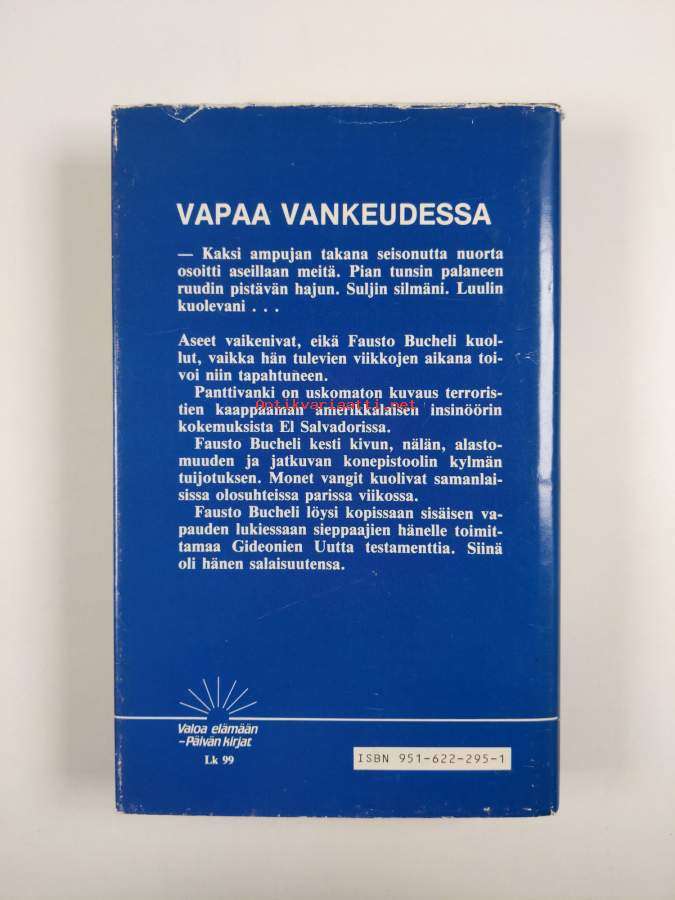 VAPAA VANKEUDESSA
— Kaksi ampujan takana seisonutta nuorta
osoitti aseillaan meitä. Pian tunsin palaneen
ruudin pistävän hajun. Suljin silmäni. Luulin
kuolevani . . .
Aseet vaikenivat, eikä Fausto Bucheli kuol-
lut, vaikka hän tulevien viikkojen aikana toi-
voi niin tapahtuneen.
Panttivanki on uskomaton kuvaus terroris-
tien kaappaaman amerikkalaisen insinöörin
Antikvariaatti.net
kokemuksista El Salvadorissa.
Fausto Bucheli kesti kivun, nälän, alasto-
muuden ja jatkuvan konepistoolin kylmän
tuijotuksen. Monet vangit kuolivat samanlai-
sissa olosuhteissa parissa viikossa.
Fausto Bucheli löysi kopissaan sisäisen va-
pauden lukiessaan sieppaajien hänelle toimit-
tamaa Gideonien Uutta testamenttia. Siinä
oli hänen salaisuutensa.
Valoa elämään
–Päivän kirjat
Lk 99
ISBN 951-622-295-1